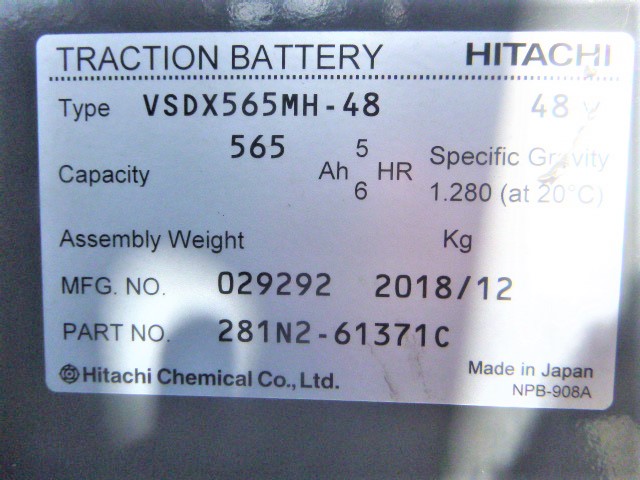 TRACTION BATTERY HITACHI
Type VSDX565MH-48 48 V
Capacity 565 Ah 5 HR Specific Gravity
6 1.280 (at 20°C)
Assembly Weight Kg
MFG. NO. 029292 2018/12
PART NO. 281N2-61371C
Hitachi Chemical Co., Ltd. Made in Japan
NPB-908A